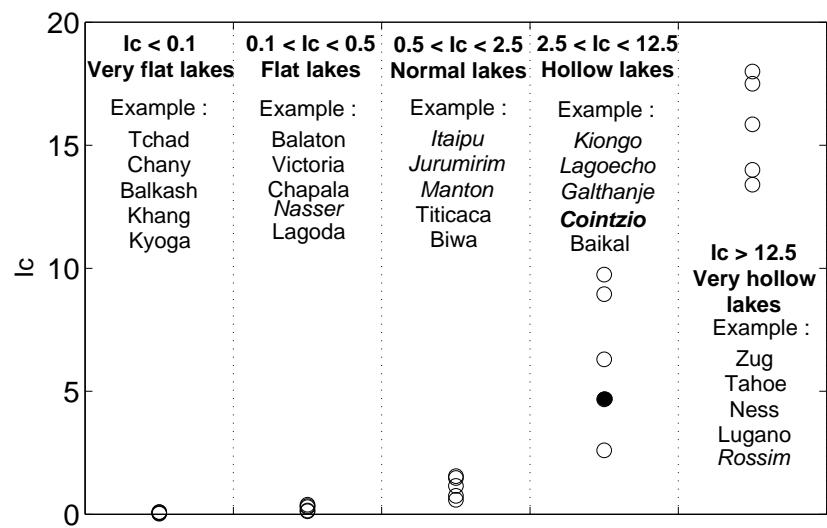 20
15
10
5
0
Ic
Ic < 0.1
Very flat lakes
Example :
Tchad
Chany
Balkash
Khang
Kyoga
0.1 < Ic < 0.5
Flat lakes
Example :
Balaton
Victoria
Chapala
Nasser
Lagoda
0.5 < Ic < 2.5
Normal lakes
Example :
Itaipu
Jurumirim
Manton
Titicaca
Biwa
2.5 < Ic < 12.5
Hollow lakes
Example :
Kiongo
Lagoecho
Galthanje
Cointzio
Baikal
Ic > 12.5
Very hollow
lakes
Example :
Zug
Tahoe
Ness
Lugano
Rossim